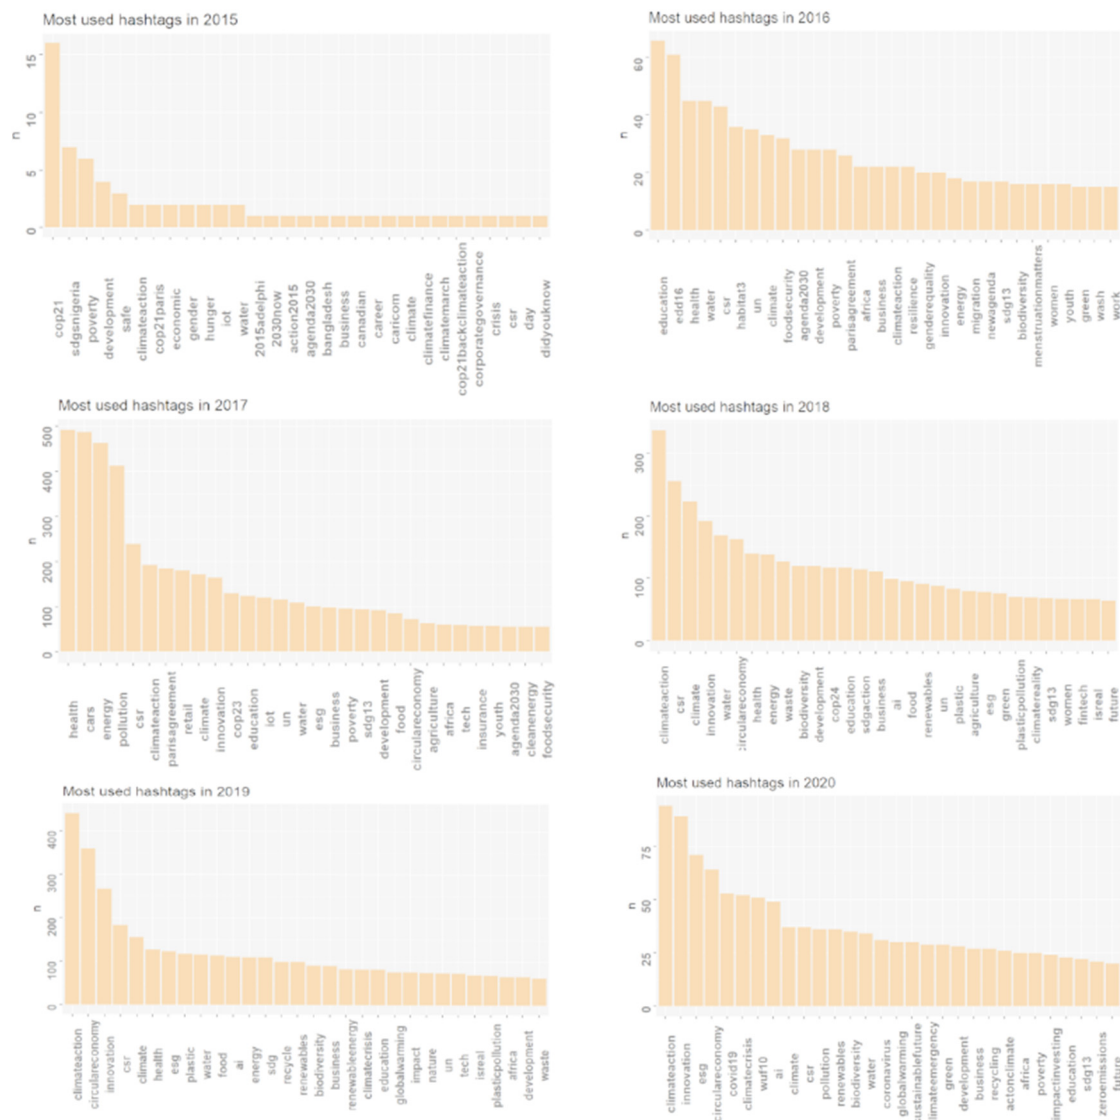 Most used hashtags in 2015
n
15
10
5
0
cop21
sdgsnigeria
poverty
development
safe
climateaction
cop21paris
economic
gender
hunger
iot
water
2015adelphi
2030now
action2015
agenda2030
bangladesh
business
canadian
career
caricom
climate
climatefinance
climatemarch
cop21backclimateaction
corporategovernance
crisis
csr
day
didyouknow
Most used hashtags in 2016
n
60
40
20
0
education
edd16
health
water
csr
habitat3
un
climate
foodsecurity
agenda2030
development
poverty
parisagreement
africa
business
climateaction
resilience
genderequality
innovation
energy
migration
newagenda
sdg13
biodiversity
menstruationmatters
women
youth
green
wash
work
Most used hashtags in 2017
n
500
400
300
200
100
0
health
cars
energy
pollution
csr
climateaction
parisagreement
retail
climate
innovation
cop23
education
iot
un
water
esg
business
poverty
sdg13
development
food
circulareconomy
agriculture
africa
tech
insurance
youth
agenda2030
cleanenergy
foodsecurity
Most used hashtags in 2018
n
300
200
100
0
climateaction
csr
climate
innovation
water
circulareconomy
health
energy
waste
biodiversity
development
cop24
education
sdgaction
business
ai
food
renewables
un
plastic
agriculture
esg
green
plasticpollution
climatereality
sdg13
women
fintech
isreal
future
Most used hashtags in 2019
n
400
300
200
100
0
climateaction
circulareconomy
innovation
csr
climate
health
esg
plastic
water
food
ai
energy
sdg
recycle
renewables
biodiversity
business
renewableenergy
climatecrisis
education
globalwarming
impact
nature
un
tech
isreal
plasticpollution
africa
development
waste
Most used hashtags in 2020
n
75
50
25
0
climateaction
innovation
esg
circulareconomy
covid19
climatecrisis
wuf10
ai
climate
csr
pollution
renewables
biodiversity
water
coronavirus
globalwarming
ustainablefuture
limateemergency
green
development
business
recycling
actonclimate
africa
poverty
impactinvesting
education
sdg13
eroemissions
future